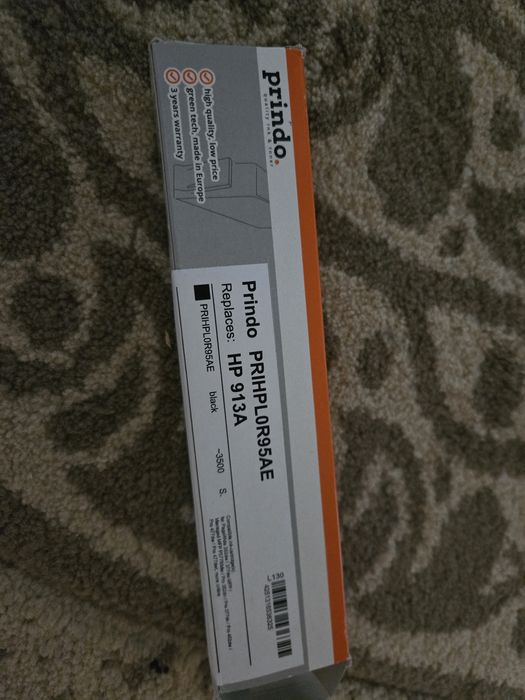 prindo.
quality ink & toner
high quality, low price
green tech, made in Europe
3 years warranty
Prindo PRIHPL0R95AE
Replaces: HP 913A
PRIHPL0R95AE black ~3500 S.
L130